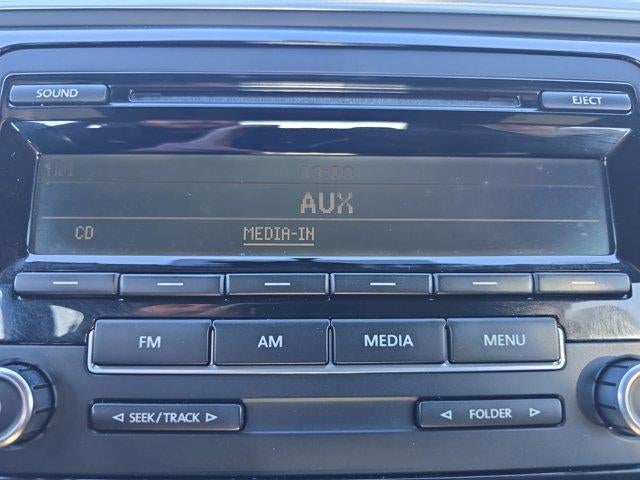 SOUND
EJECT
AUX
CD MEDIA-IN
FM AM MEDIA MENU
◁ SEEK/TRACK ▷
◁ FOLDER ▷